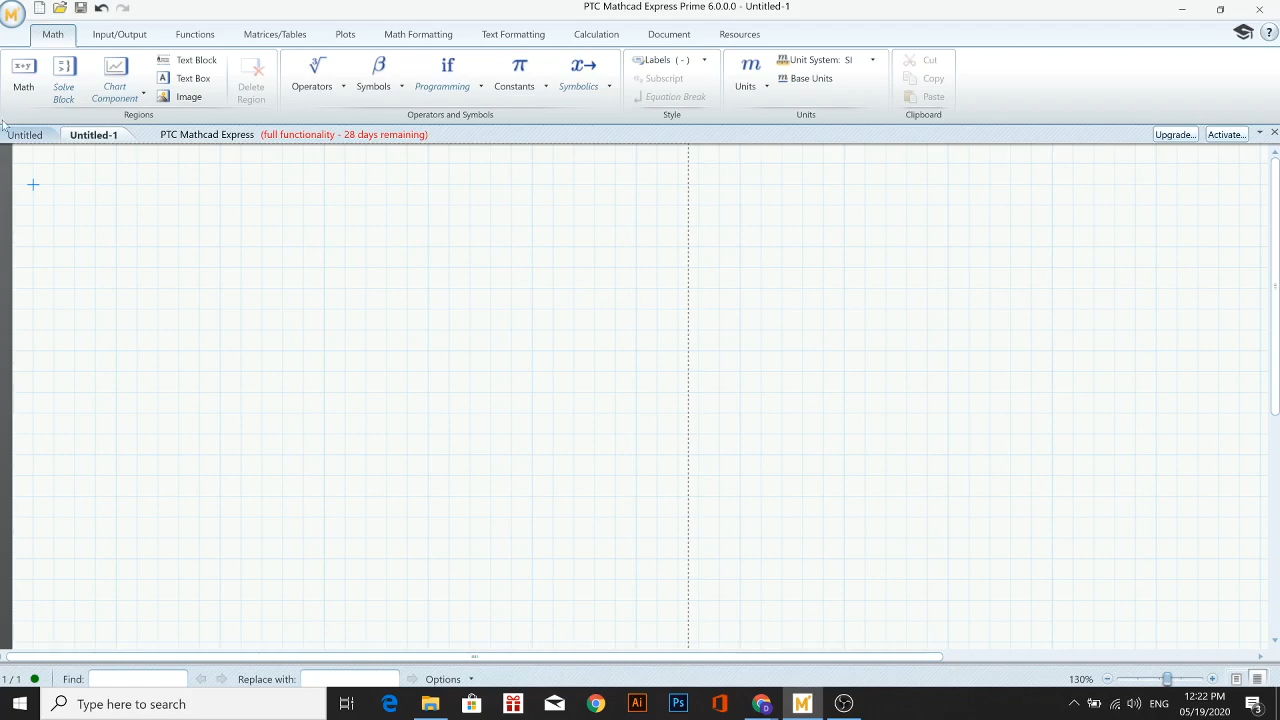 PTC Mathcad Express Prime 6.0.0.0 - Untitled-1
Math Input/Output Functions Matrices/Tables Plots Math Formatting Text Formatting Calculation Document Resources
Math Solve Block Chart Component Text Block Text Box Image Delete Region
Operators Symbols if Programming π Constants Symbolics
Labels ( - ) Subscript Equation Break
m Units Unit System: SI Base Units
Cut Copy Paste
Regions Operators and Symbols Style Units Clipboard
Untitled Untitled-1 PTC Mathcad Express (full functionality - 28 days remaining) Upgrade... Activate...
1 / 1 Find: Replace with: Options 130%
Type here to search Ai Ps ENG 12:22 PM 05/19/2020 3